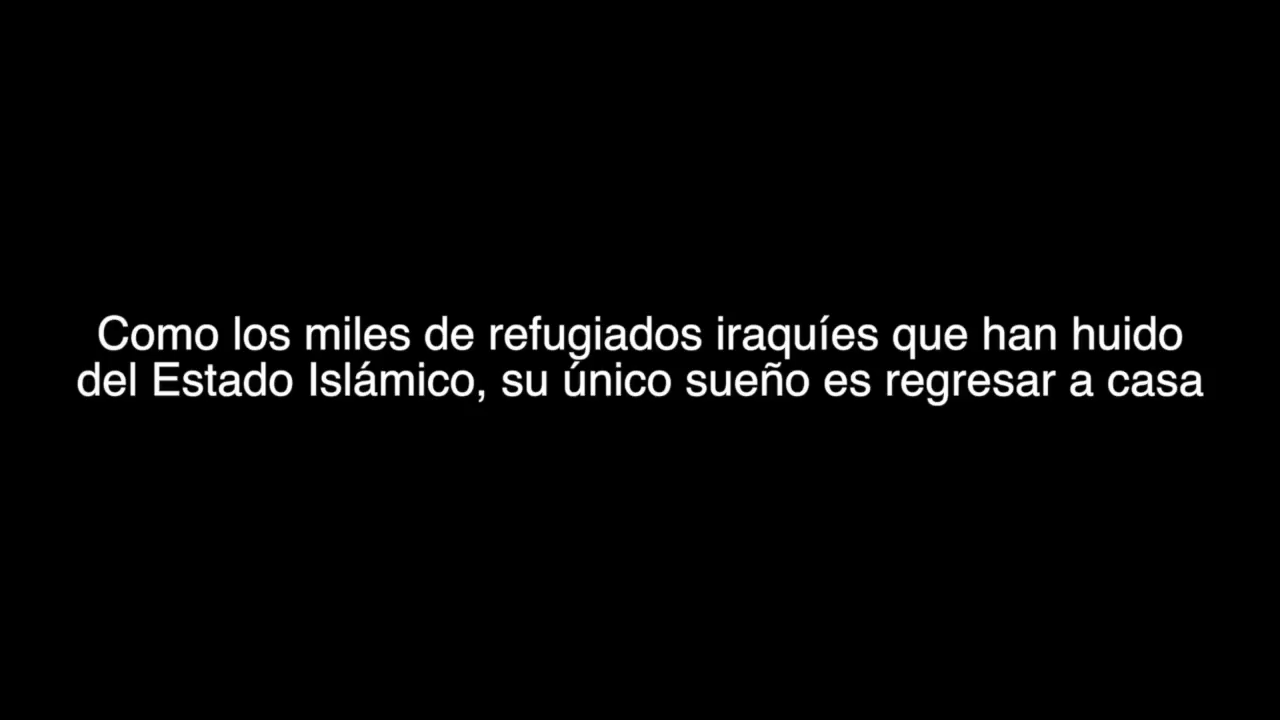 Como los miles de refugiados iraquíes que han huido
del Estado Islámico, su único sueño es regresar a casa